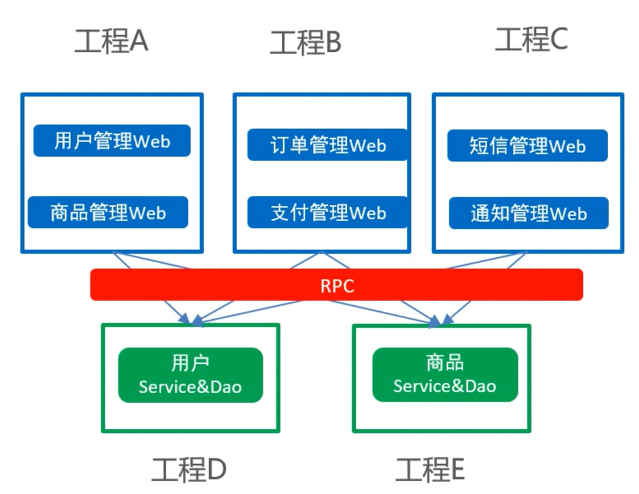 工程A
工程B
工程C
用户管理Web
订单管理Web
短信管理Web
商品管理Web
支付管理Web
通知管理Web
RPC
用户
Service&Dao
商品
Service&Dao
工程D
工程E